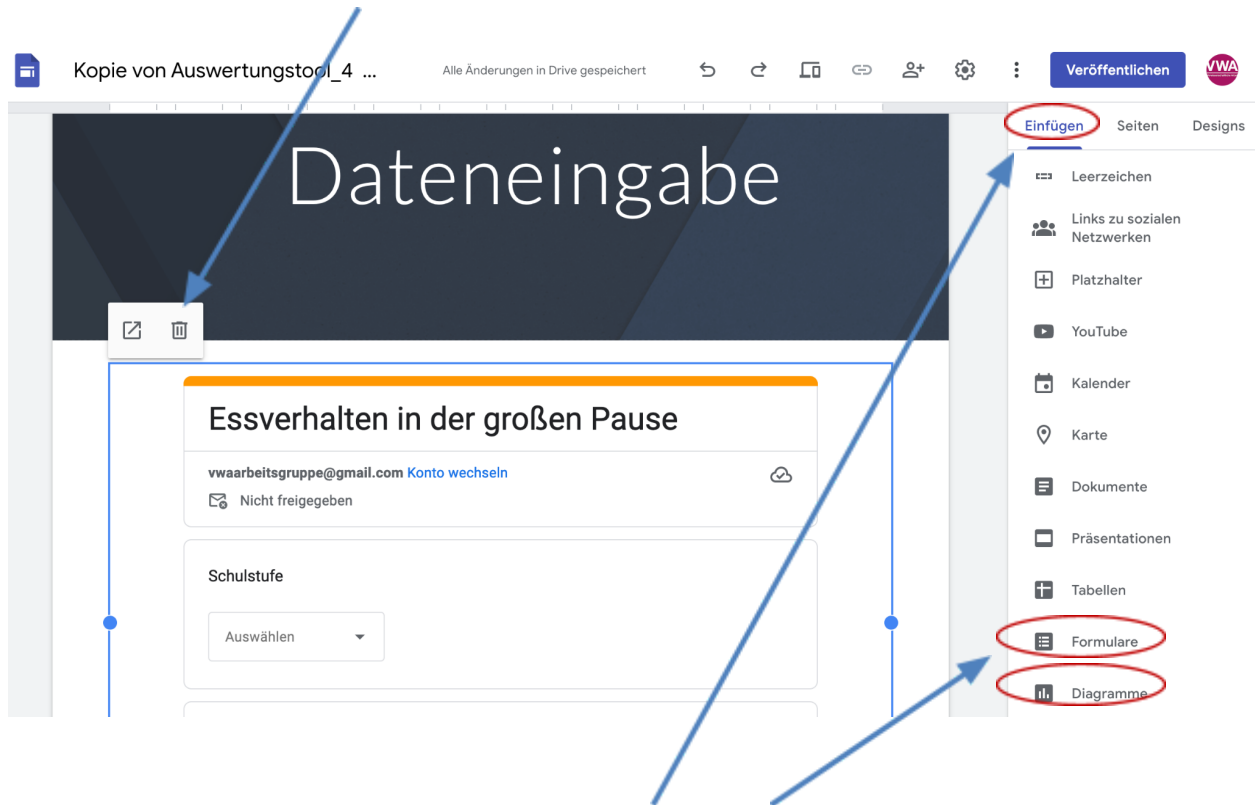 Kopie von Auswertungstool_4 ...
Alle Änderungen in Drive gespeichert
Veröffentlichen
VWA
Einfügen Seiten Designs
Dateneingabe
Leerzeichen
Links zu sozialen
Netzwerken
Platzhalter
YouTube
Kalender
Karte
Dokumente
Präsentationen
Tabellen
Formulare
Diagramme
Essverhalten in der großen Pause
vwaarbeitsgruppe@gmail.com Konto wechseln
Nicht freigegeben
Schulstufe
Auswählen